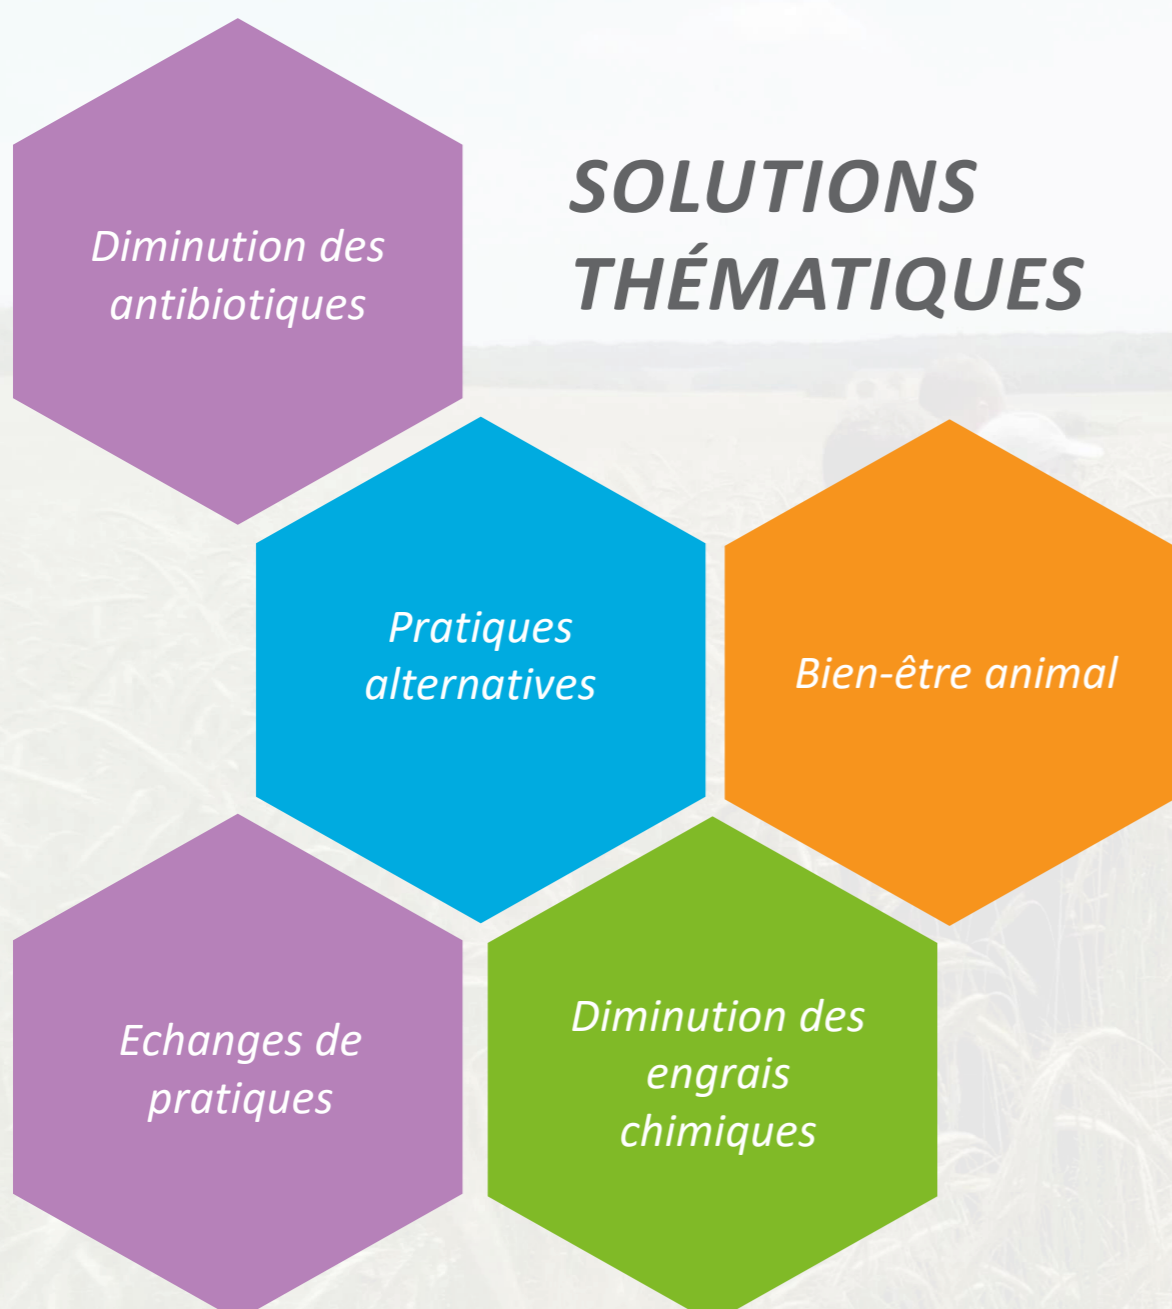 SOLUTIONS
THÉMATIQUES
Diminution des
antibiotiques
Pratiques
alternatives
Bien-être animal
Echanges de
pratiques
Diminution des
engrais
chimiques